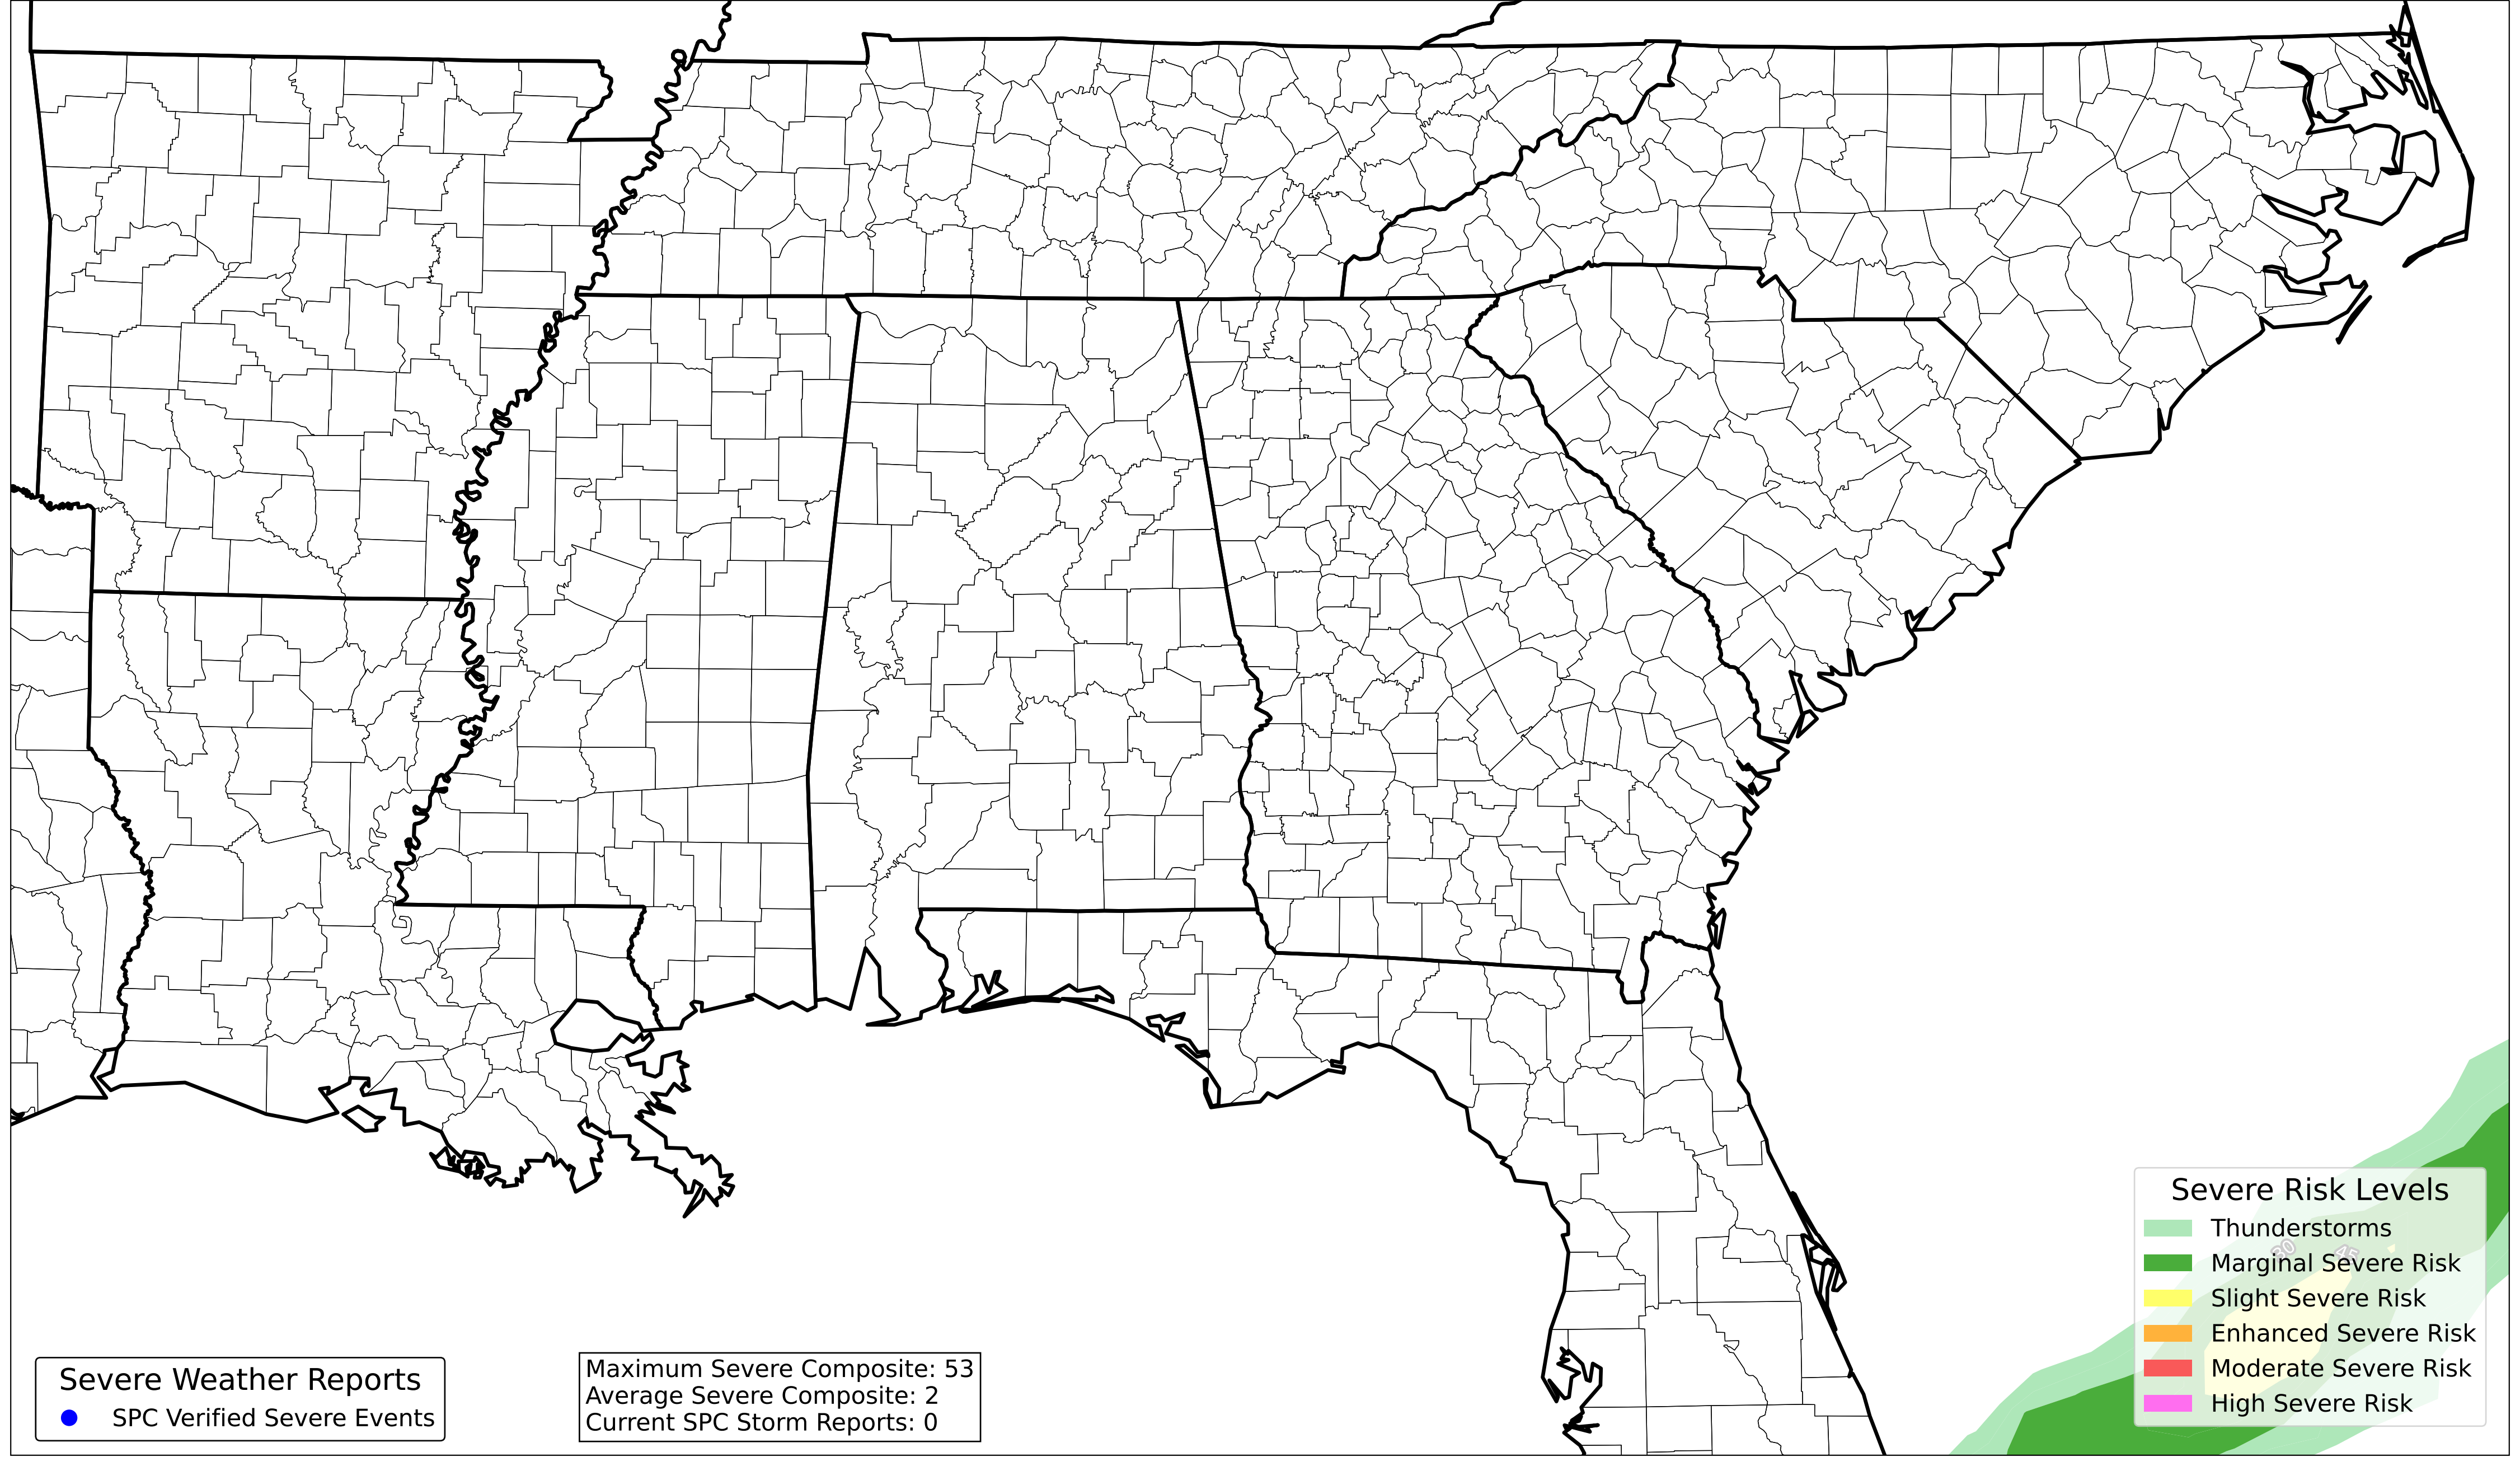 30 45
Severe Risk Levels
Thunderstorms
Marginal Severe Risk
Slight Severe Risk
Enhanced Severe Risk
Moderate Severe Risk
High Severe Risk
Severe Weather Reports
SPC Verified Severe Events
Maximum Severe Composite: 53
Average Severe Composite: 2
Current SPC Storm Reports: 0